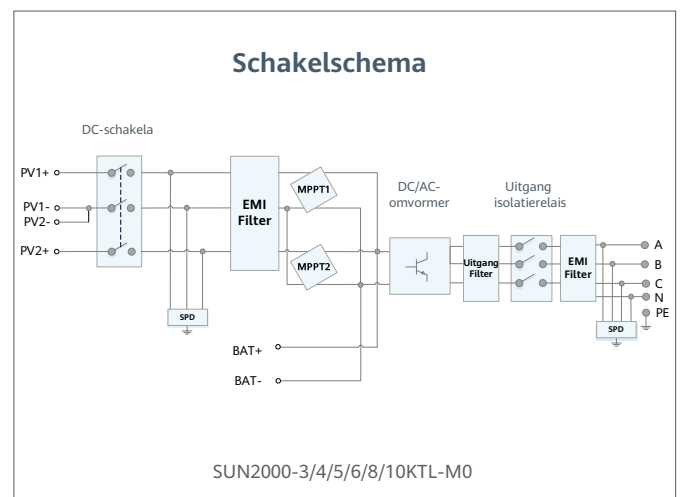 Schakelschema
DC-schakela
PV1+
PV1-
PV2-
PV2+
EMI
Filter
MPPT1
MPPT2
SPD
BAT+
BAT-
DC/AC-
omvormer
Uitgang
Filter
Uitgang
isolatierelais
EMI
Filter
SPD
A
B
C
N
PE
SUN2000-3/4/5/6/8/10KTL-M0